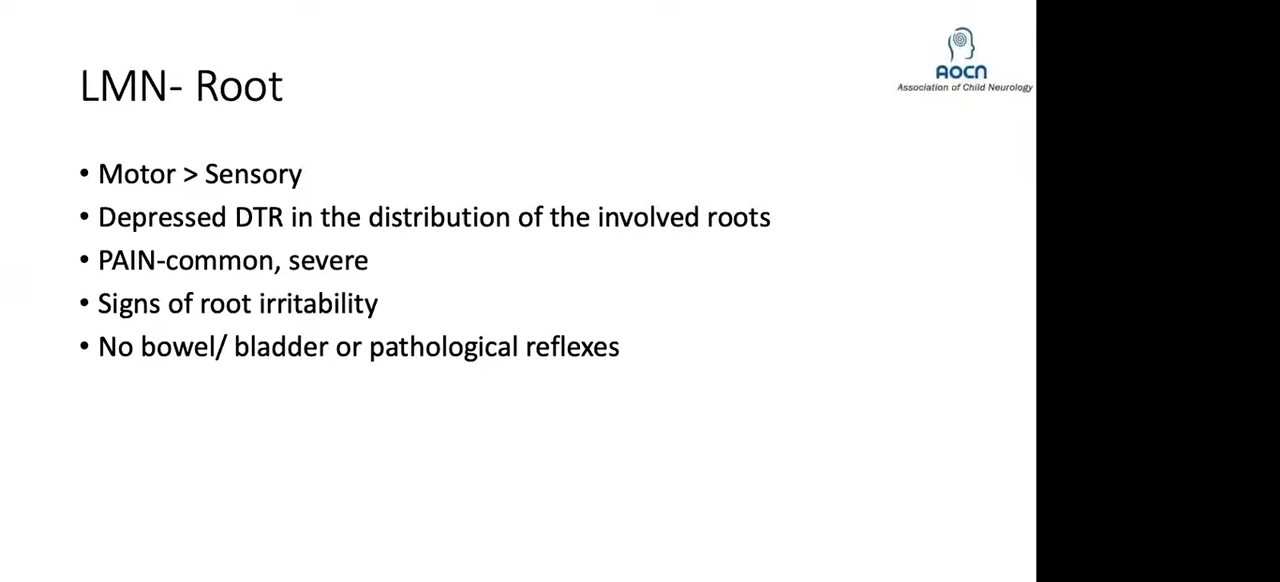 AOCN
Association of Child Neurology
LMN- Root
• Motor > Sensory
• Depressed DTR in the distribution of the involved roots
• PAIN-common, severe
• Signs of root irritability
• No bowel/ bladder or pathological reflexes